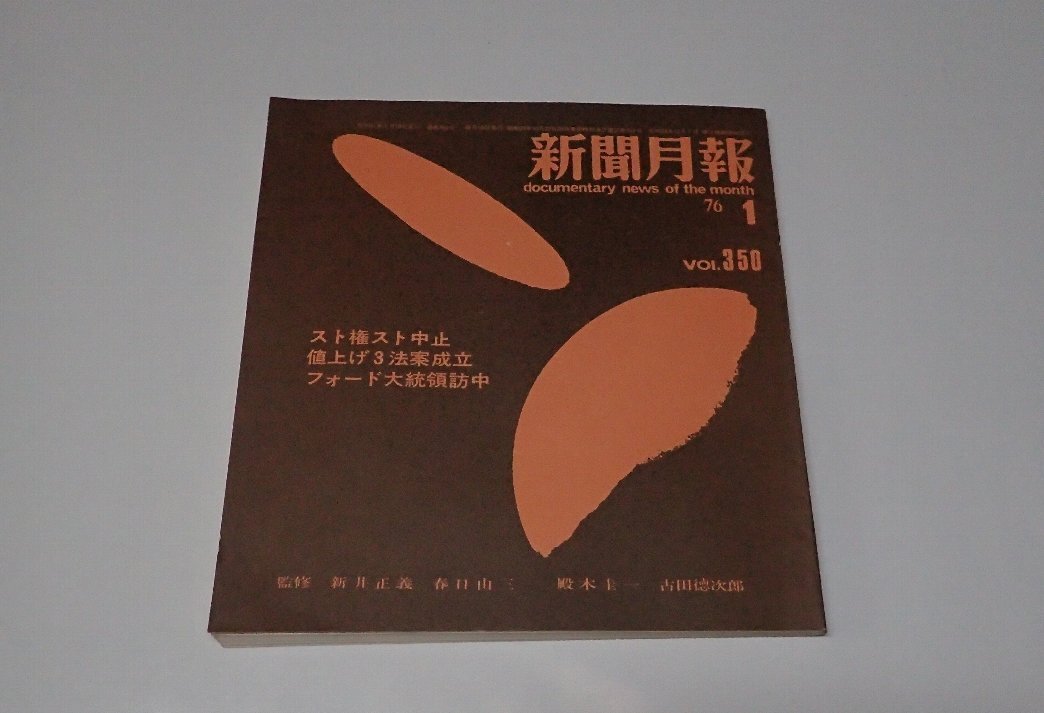 新聞月報
documentary news of the month
76 1
VOL.350
スト権スト中止
値上げ3法案成立
フォード大統領訪中
監修 新井正義 春日由三 殿木圭一 古田徳次郎